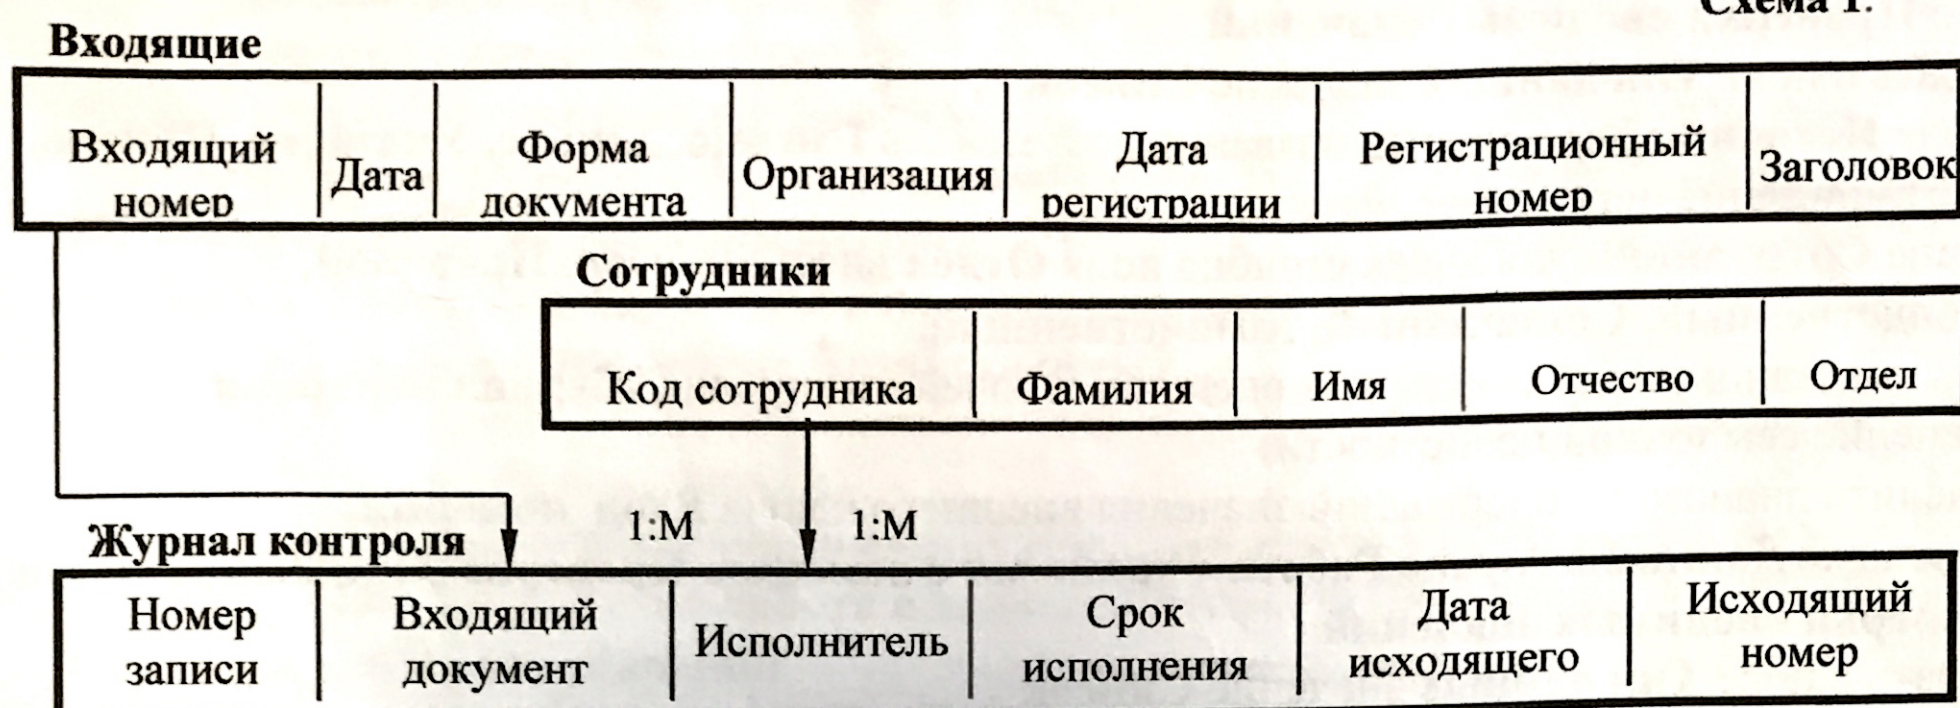 Схема 1.
Входящие
Входящий номер
Дата
Форма документа
Организация
Дата регистрации
Регистрационный номер
Заголовок
Сотрудники
Код сотрудника
Фамилия
Имя
Отчество
Отдел
1:М
1:М
Журнал контроля
Номер записи
Входящий документ
Исполнитель
Срок исполнения
Дата исходящего
Исходящий номер